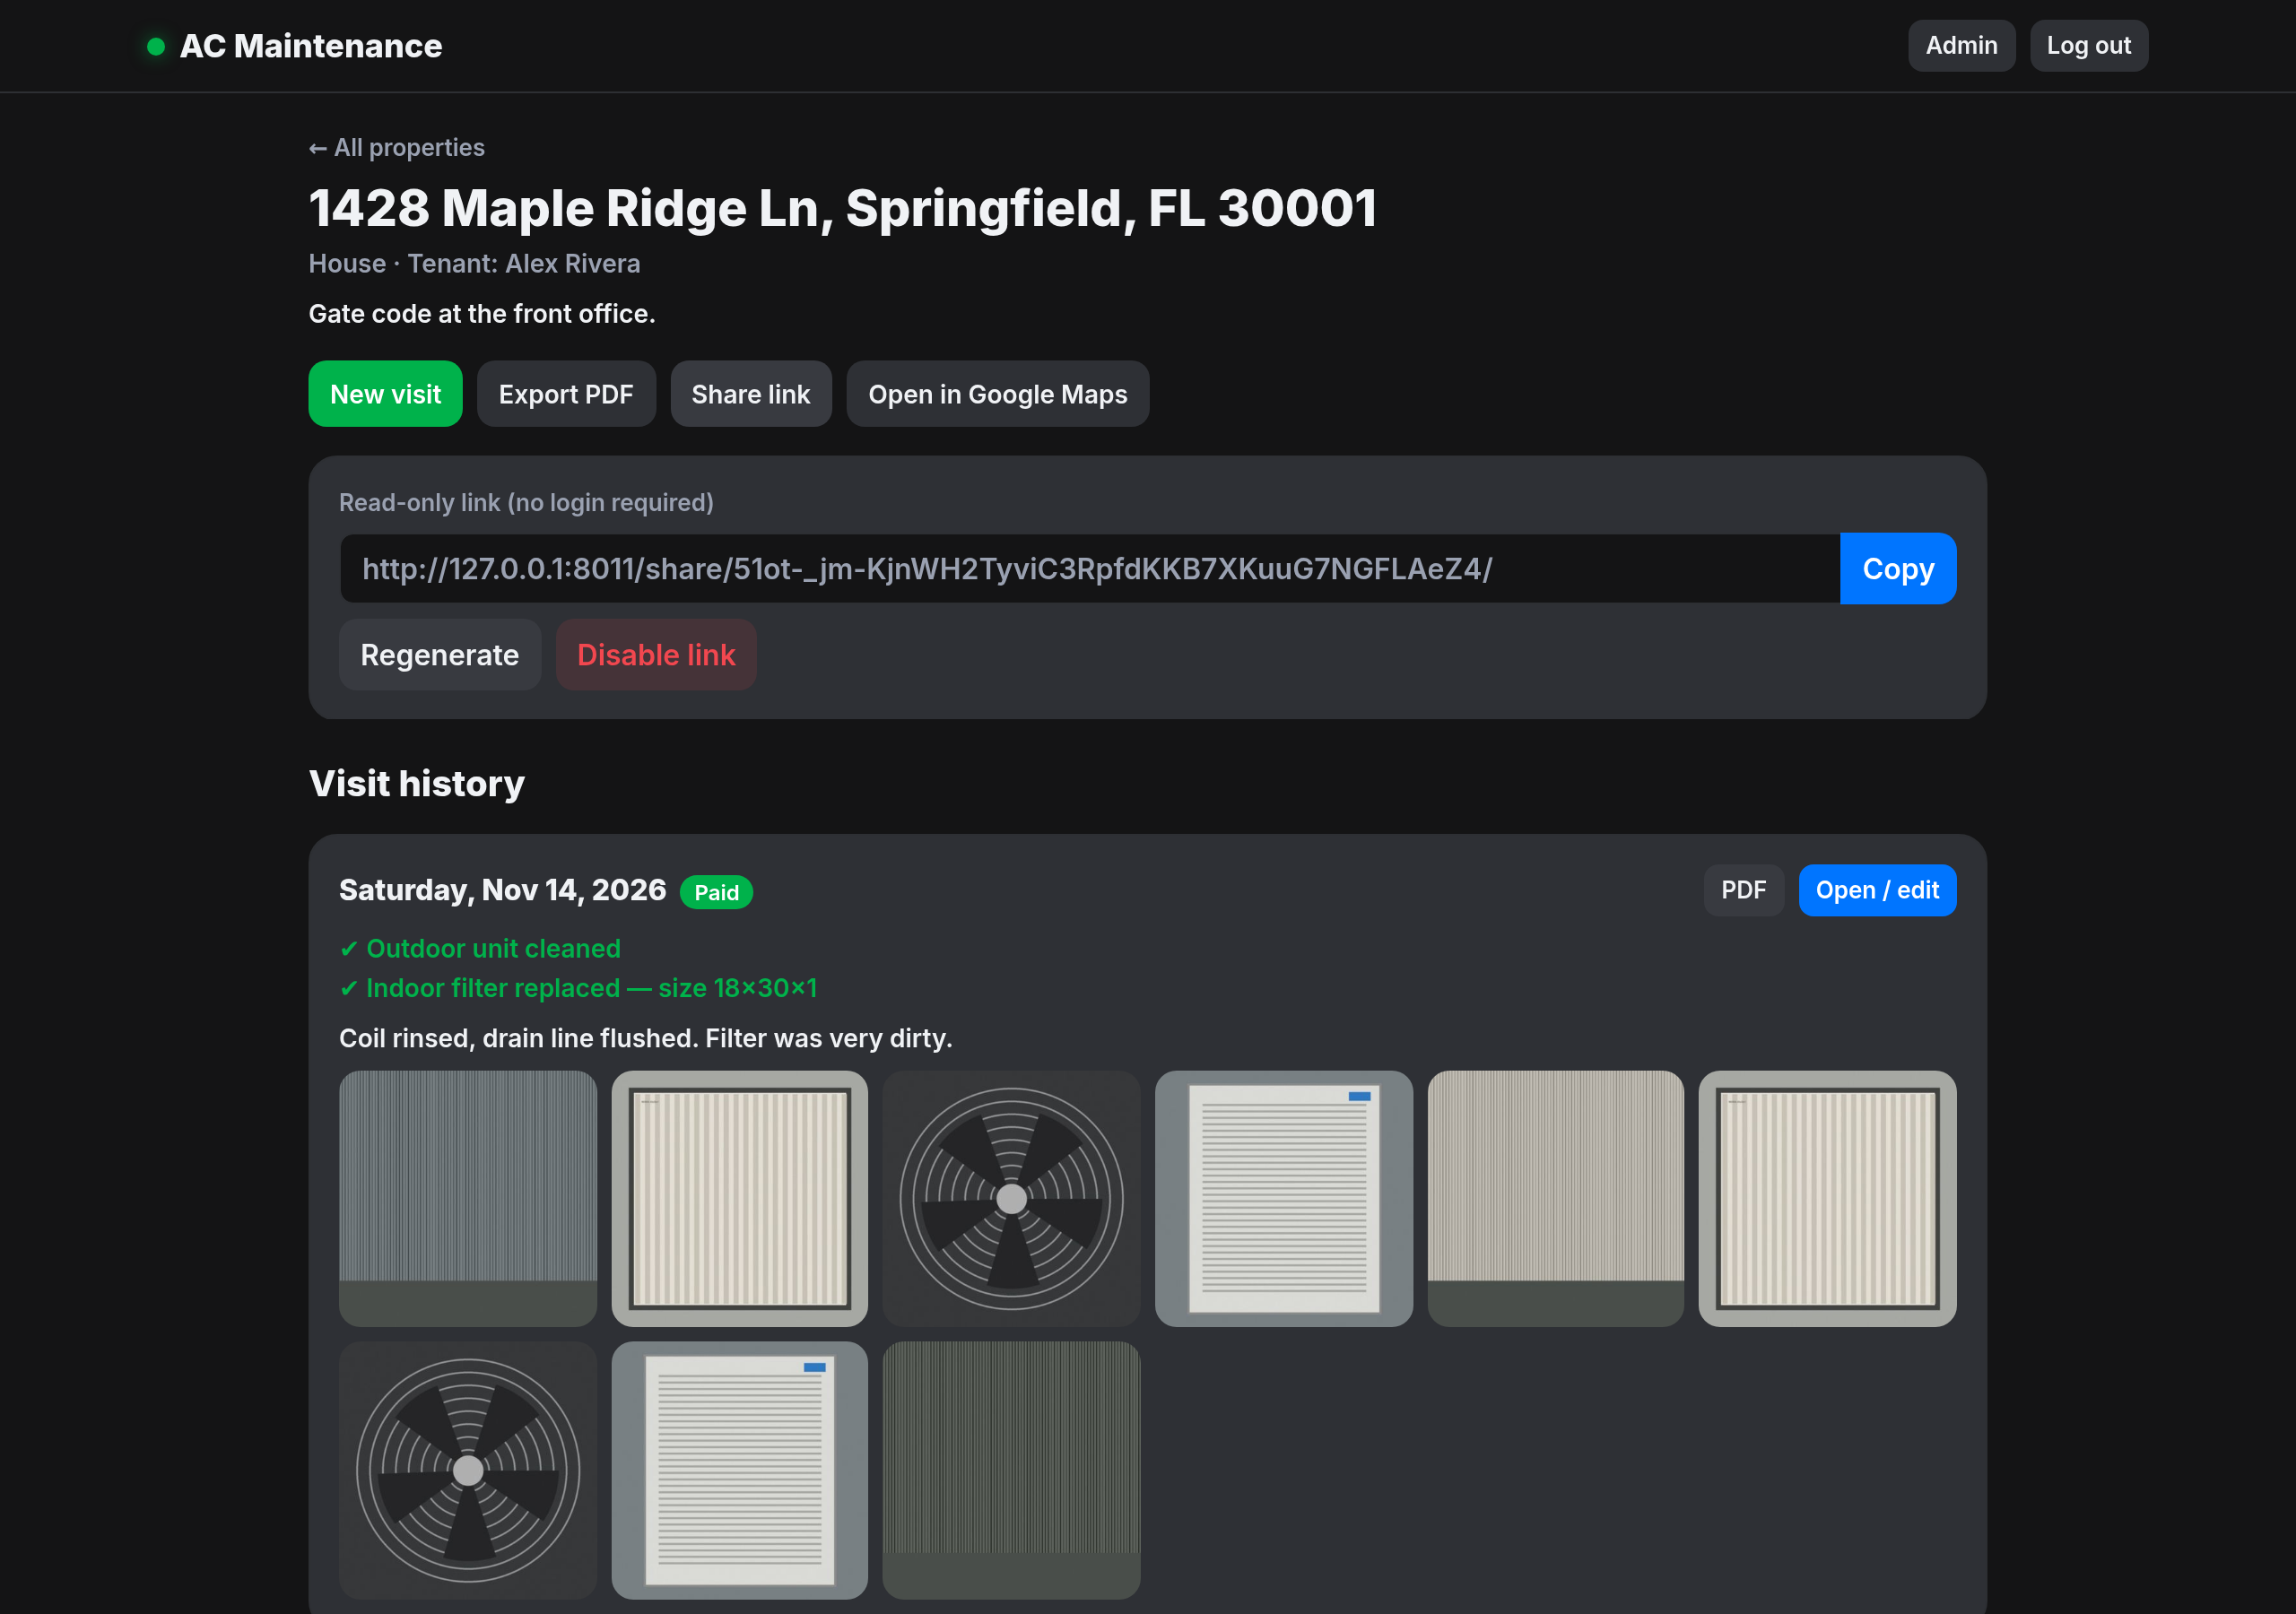 AC Maintenance
Admin
Log out
← All properties
1428 Maple Ridge Ln, Springfield, FL 30001
House · Tenant: Alex Rivera
Gate code at the front office.
New visit
Export PDF
Share link
Open in Google Maps
Read-only link (no login required)
http://127.0.0.1:8011/share/51ot-_jm-KjnWH2TyviC3RpfdKKB7XKuuG7NGFLAeZ4/
Copy
Regenerate
Disable link
Visit history
Saturday, Nov 14, 2026
Paid
PDF
Open / edit
✔ Outdoor unit cleaned
✔ Indoor filter replaced — size 18×30×1
Coil rinsed, drain line flushed. Filter was very dirty.